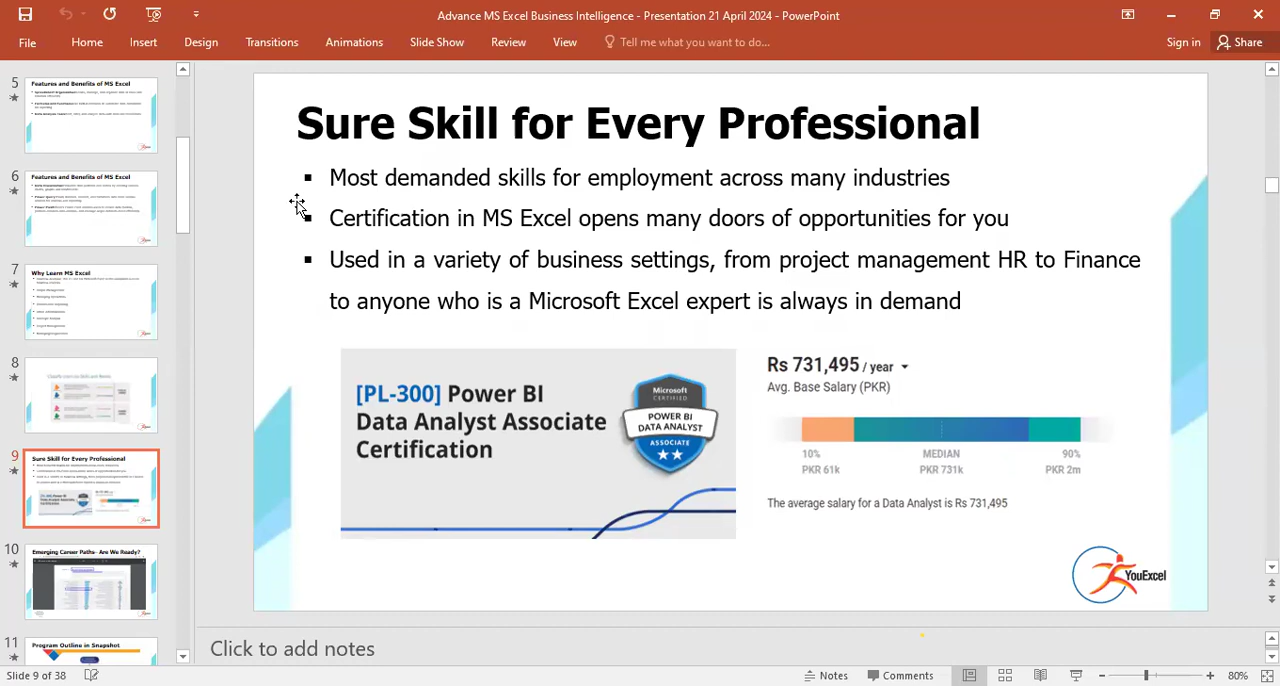 Advance MS Excel Business Intelligence - Presentation 21 April 2024 - PowerPoint
File Home Insert Design Transitions Animations Slide Show Review View Tell me what you want to do... Sign in Share
5
Features and Benefits of MS Excel
6
Features and Benefits of MS Excel
7
Why Learn MS Excel
8
9
Sure Skill for Every Professional
10
Emerging Career Paths- Are We Ready?
11
Program Outline in Snapshot
Sure Skill for Every Professional
Most demanded skills for employment across many industries
Certification in MS Excel opens many doors of opportunities for you
Used in a variety of business settings, from project management HR to Finance
to anyone who is a Microsoft Excel expert is always in demand
[PL-300] Power BI
Data Analyst Associate
Certification
Microsoft
CERTIFIED
POWER BI
DATA ANALYST
ASSOCIATE
Rs 731,495 / year
Avg. Base Salary (PKR)
10% MEDIAN 90%
PKR 61k PKR 731k PKR 2m
The average salary for a Data Analyst is Rs 731,495
YouExcel
Click to add notes
Slide 9 of 38 Notes Comments 80%